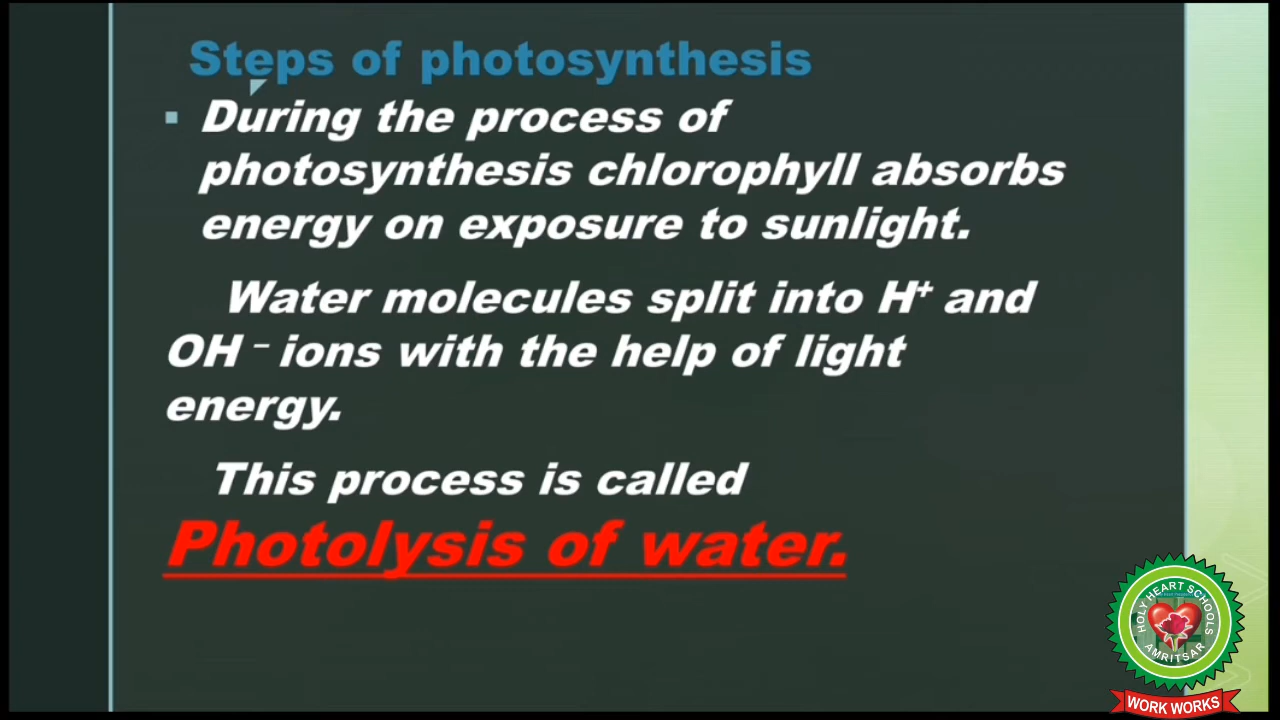 Steps of photosynthesis
▪ During the process of
photosynthesis chlorophyll absorbs
energy on exposure to sunlight.
Water molecules split into H⁺ and
OH ⁻ ions with the help of light
energy.
This process is called
Photolysis of water.
HOLY HEART SCHOOLS
AMRITSAR
WORK WORKS